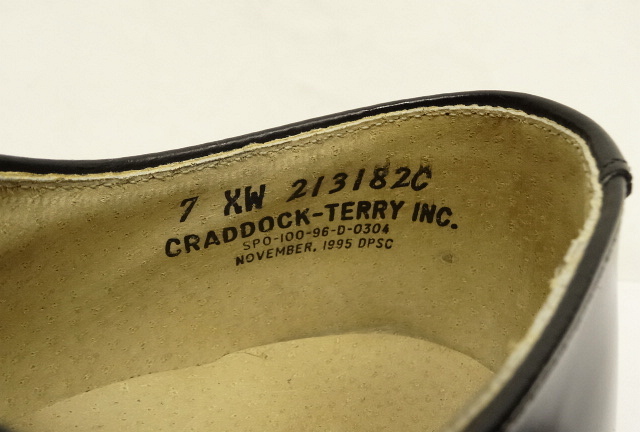 7 XW 213182C
CRADDOCK-TERRY INC.
SPO-100-96-D-0304
NOVEMBER, 1995 DPSC